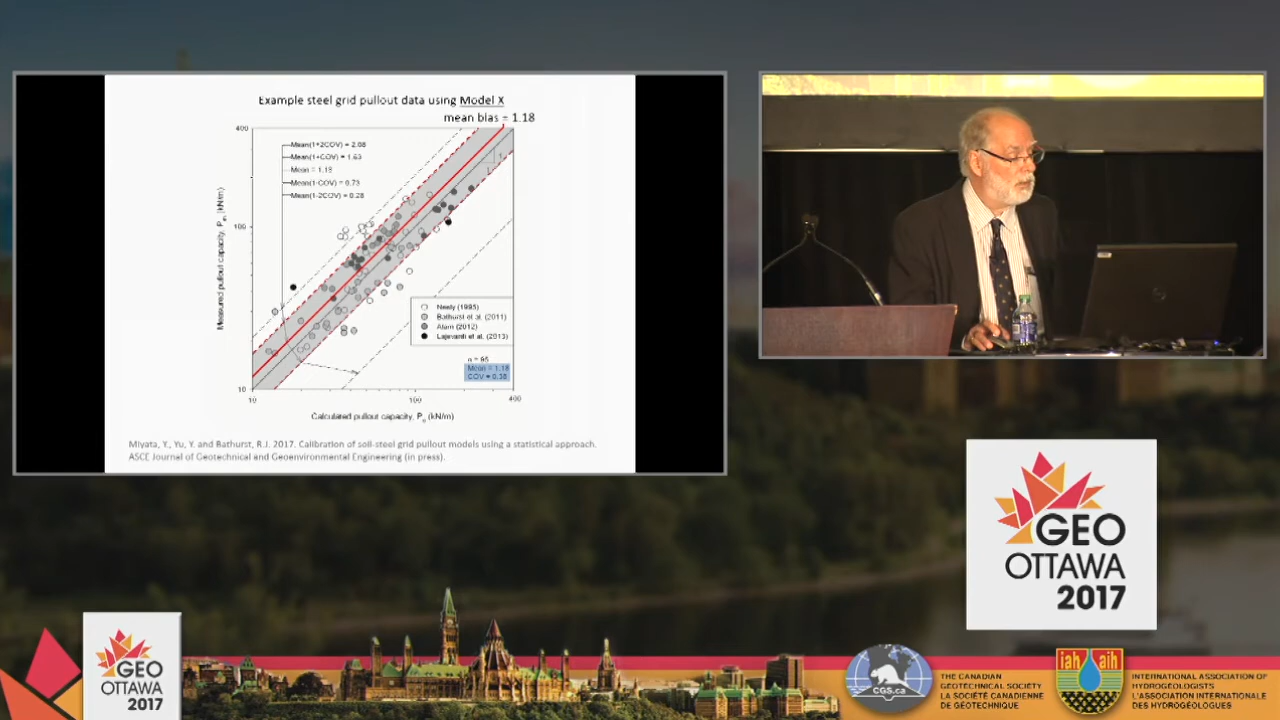 Example steel grid pullout data using Model X
mean bias = 1.18
400
Mean(1+2COV) = 2.08
Mean(1+COV) = 1.63
Mean = 1.18
Mean(1-COV) = 0.73
Mean(1-2COV) = 0.28
1
1
100
Measured pullout capacity, Pm (kN/m)
Neely (1995)
Bathurst et al. (2011)
Alam (2012)
Lajevardi et al. (2013)
n = 95
Mean = 1.18
COV = 0.38
10
10
100
400
Calculated pullout capacity, Pc (kN/m)
Miyata, Y., Yu, Y. and Bathurst, R.J. 2017. Calibration of soil-steel grid pullout models using a statistical approach.
ASCE Journal of Geotechnical and Geoenvironmental Engineering (in press).
GEO
OTTAWA
2017
GEO
OTTAWA
2017
CGS.ca
THE CANADIAN
GEOTECHNICAL SOCIETY
LA SOCIÉTÉ CANADIENNE
DE GÉOTECHNIQUE
iah aih
INTERNATIONAL ASSOCIATION OF
HYDROGEOLOGISTS
L'ASSOCIATION INTERNATIONALE
DES HYDROGÉOLOGUES